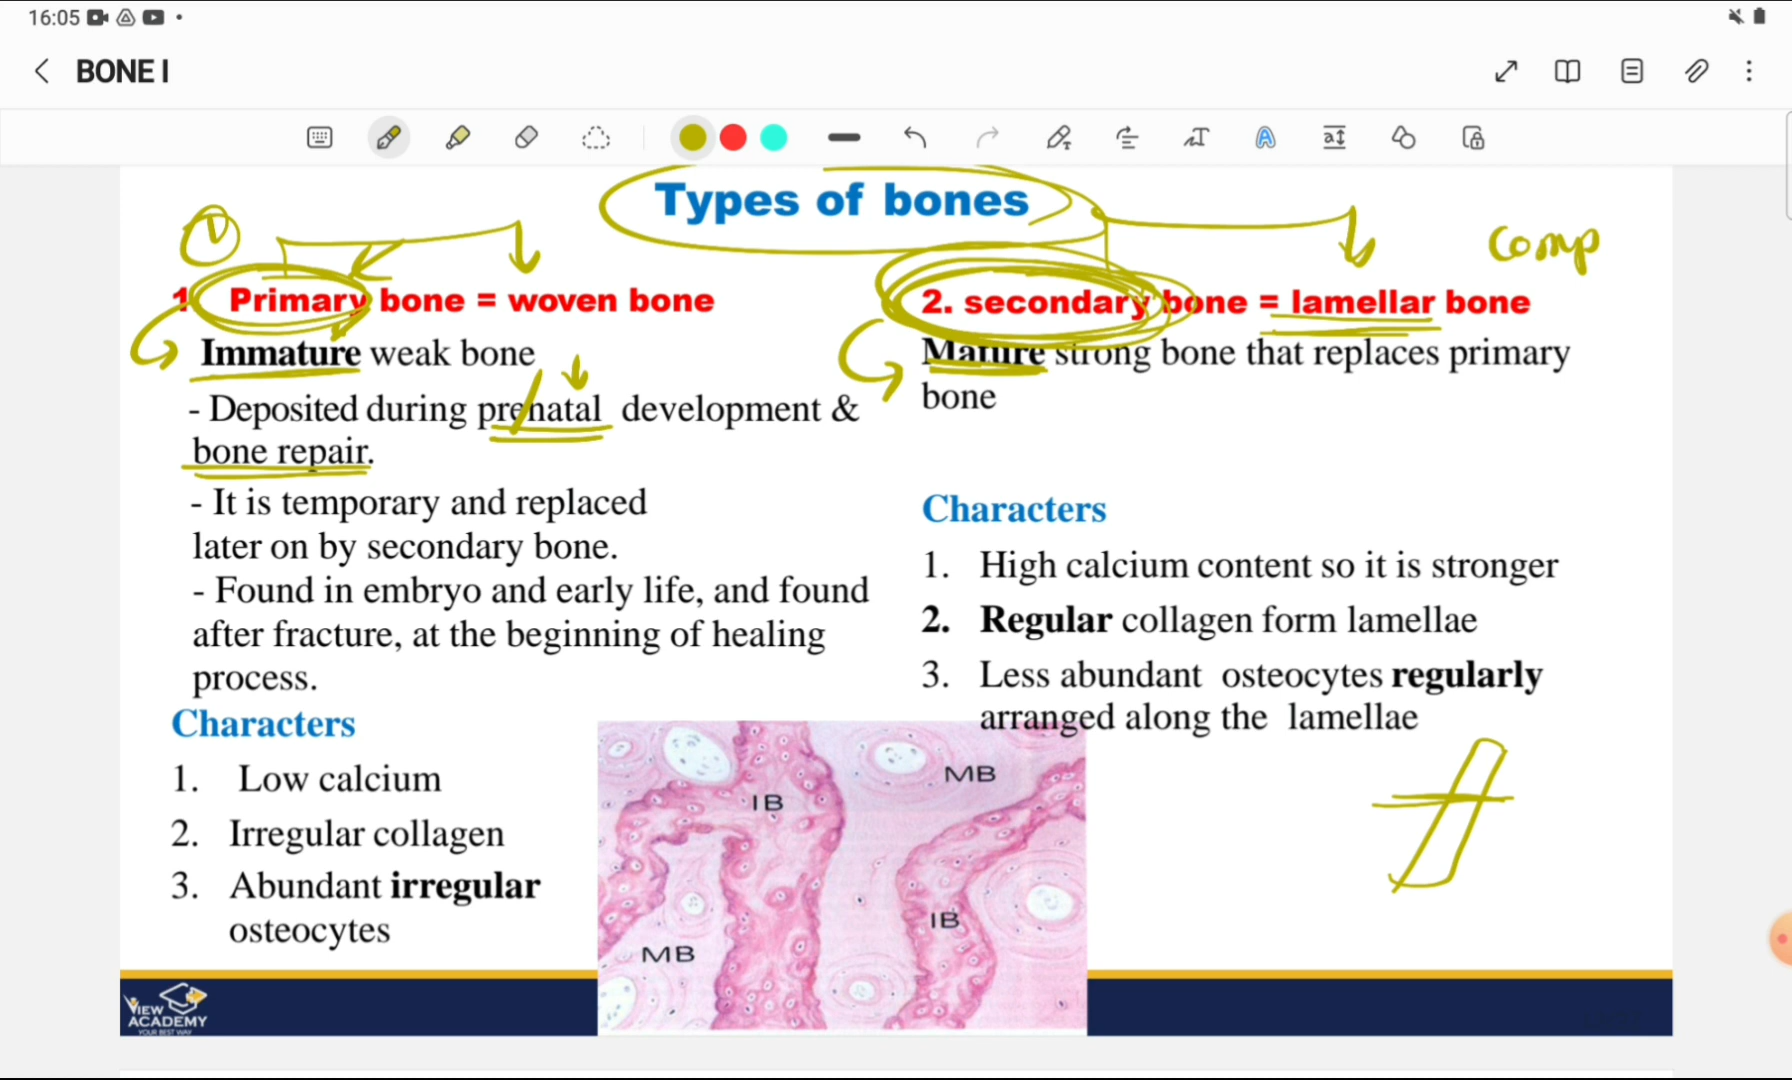 16:05
BONE I
Types of bones
Comp
1
1 Primary bone = woven bone
Immature weak bone
- Deposited during prenatal development &
bone repair.
- It is temporary and replaced
later on by secondary bone.
- Found in embryo and early life, and found
after fracture, at the beginning of healing
process.
Characters
1. Low calcium
2. Irregular collagen
3. Abundant irregular
osteocytes
2. secondary bone = lamellar bone
Mature strong bone that replaces primary
bone
Characters
1. High calcium content so it is stronger
2. Regular collagen form lamellae
3. Less abundant osteocytes regularly
arranged along the lamellae
MB
IB
IB
MB
VIEW
ACADEMY
YOUR BEST WAY